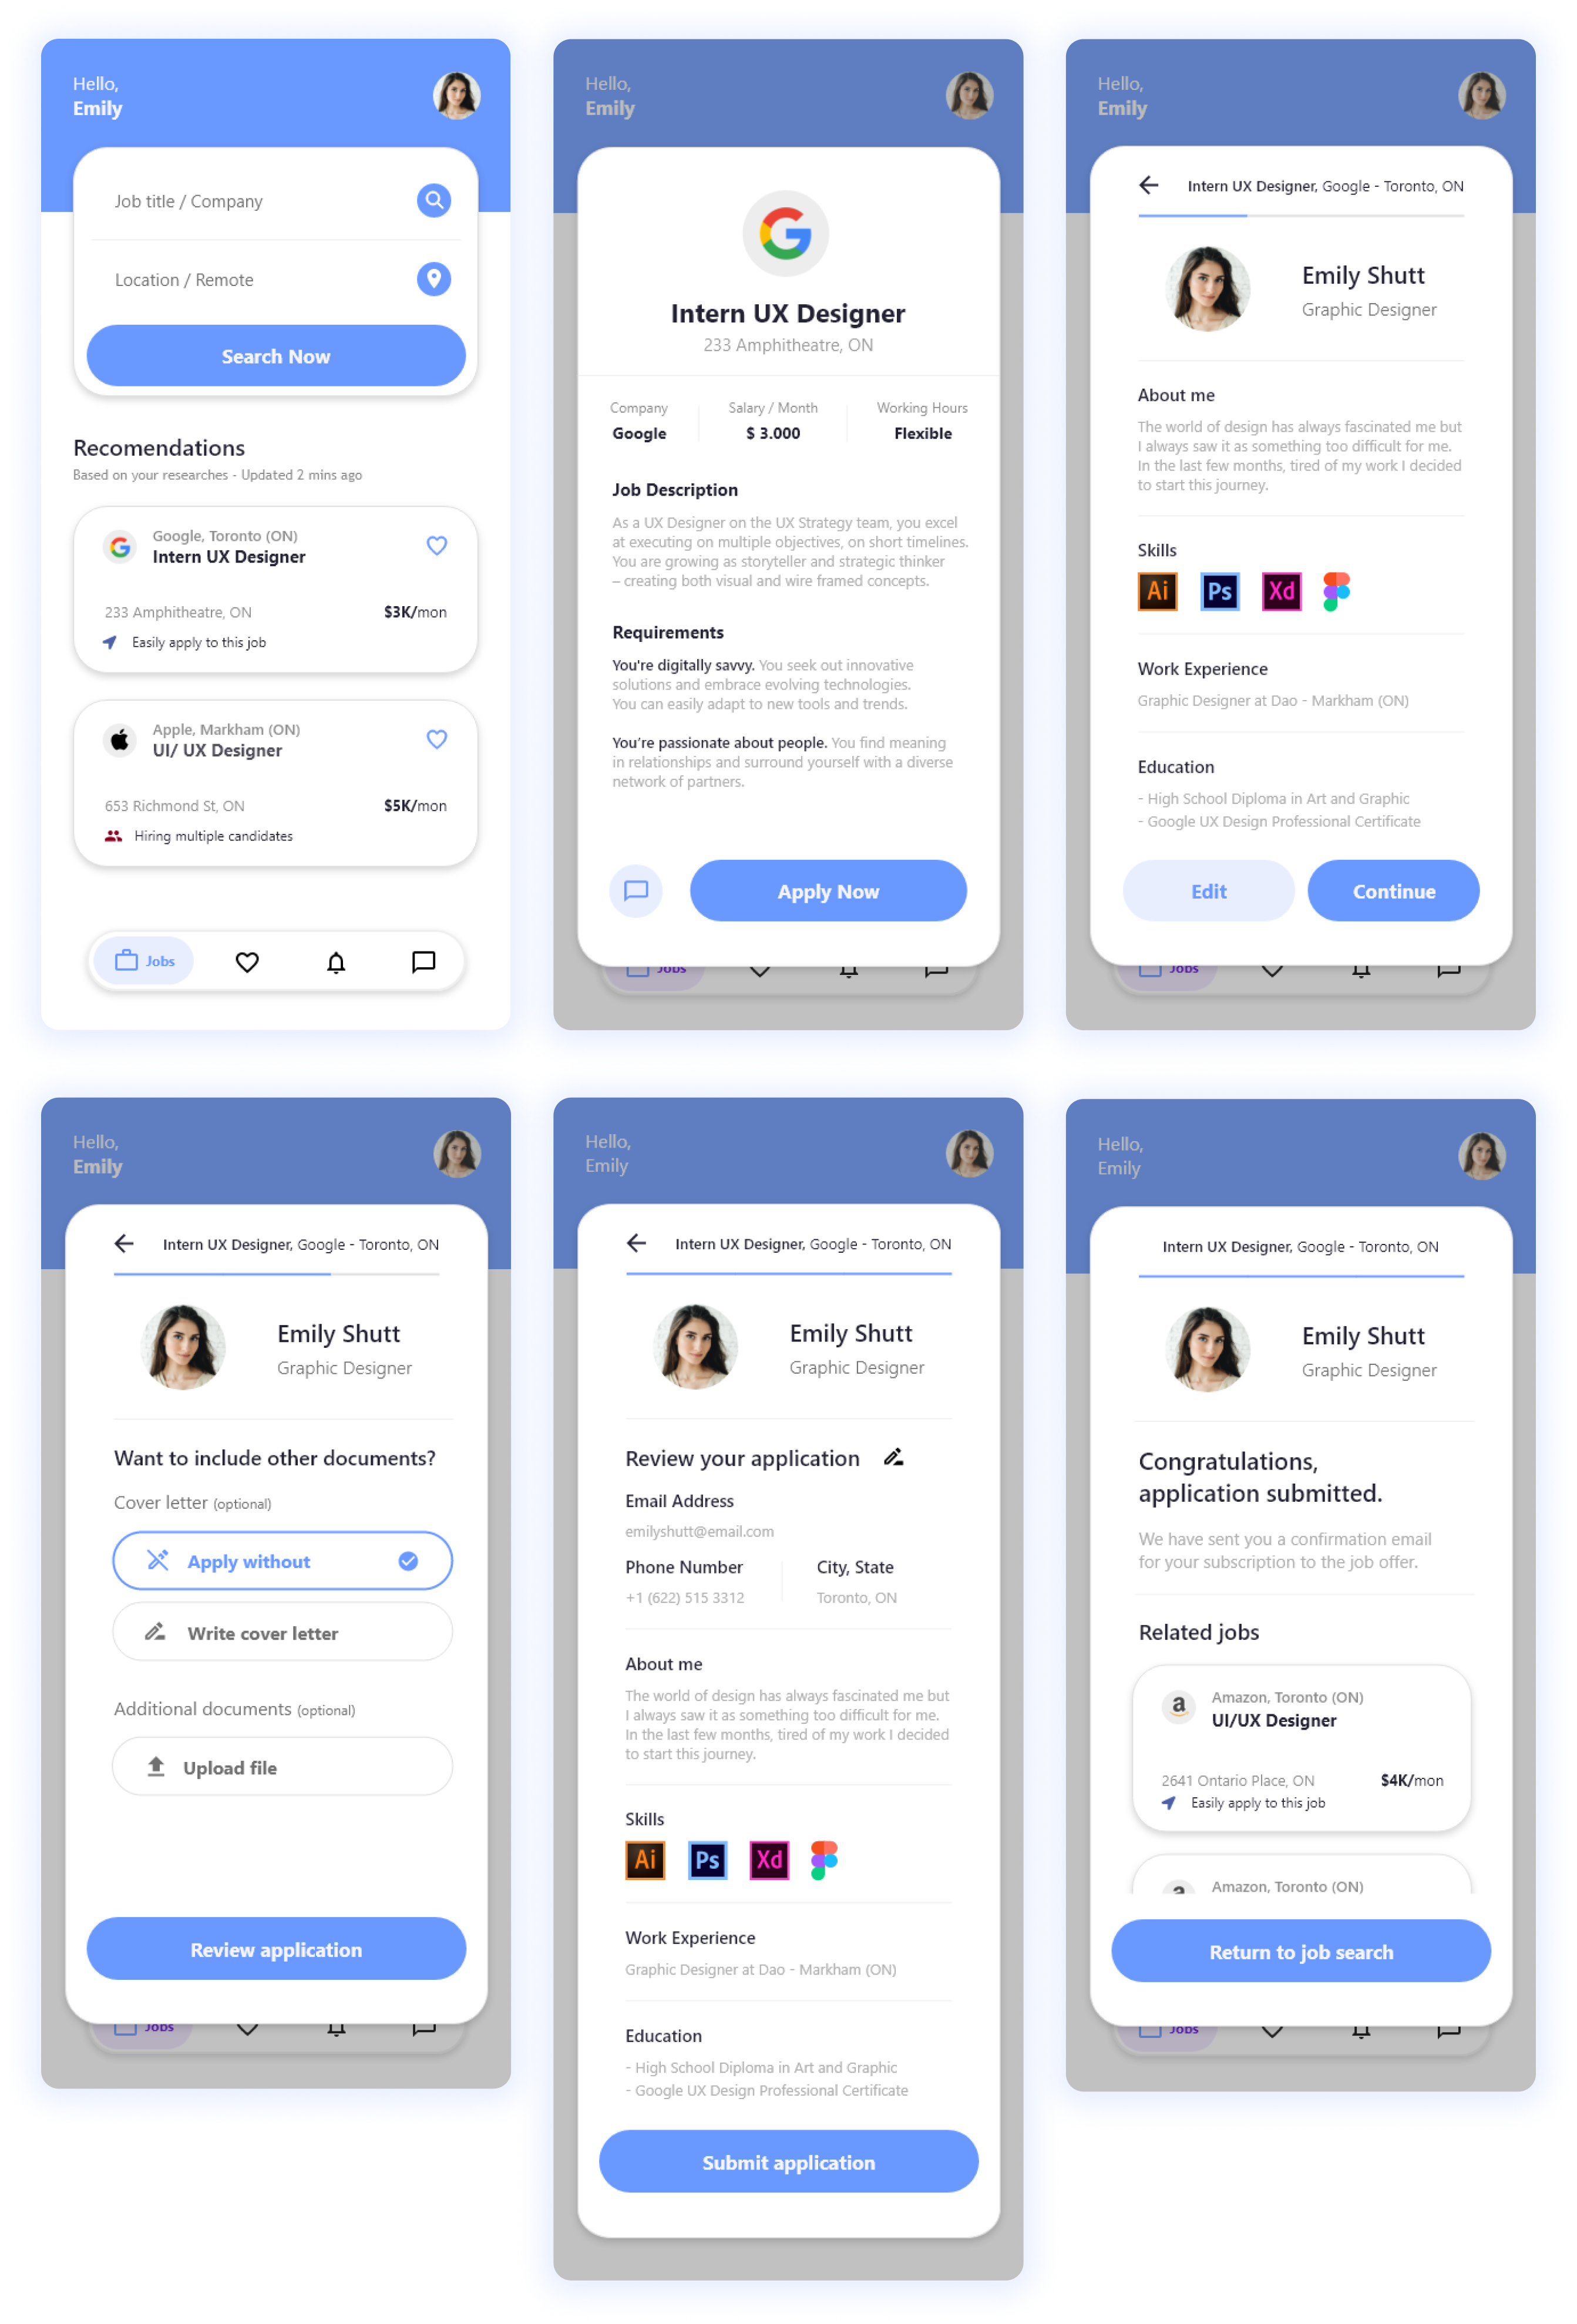 Hello,
Emily
Job title / Company
Location / Remote
Search Now
Recomendations
Based on your researches - Updated 2 mins ago
Google, Toronto (ON)
Intern UX Designer
233 Amphitheatre, ON
$3K/mon
Easily apply to this job
Apple, Markham (ON)
UI/ UX Designer
653 Richmond St, ON
$5K/mon
Hiring multiple candidates
Jobs
Hello,
Emily
G
Intern UX Designer
233 Amphitheatre, ON
Company
Salary / Month
Working Hours
Google
$ 3.000
Flexible
Job Description
As a UX Designer on the UX Strategy team, you excel
at executing on multiple objectives, on short timelines.
You are growing as storyteller and strategic thinker
– creating both visual and wire framed concepts.
Requirements
You're digitally savvy. You seek out innovative
solutions and embrace evolving technologies.
You can easily adapt to new tools and trends.
You're passionate about people. You find meaning
in relationships and surround yourself with a diverse
network of partners.
Apply Now
Jobs
Hello,
Emily
Intern UX Designer, Google - Toronto, ON
Emily Shutt
Graphic Designer
About me
The world of design has always fascinated me but
I always saw it as something too difficult for me.
In the last few months, tired of my work I decided
to start this journey.
Skills
Ai Ps Xd
Work Experience
Graphic Designer at Dao - Markham (ON)
Education
- High School Diploma in Art and Graphic
- Google UX Design Professional Certificate
Edit
Continue
Jobs
Hello,
Emily
Intern UX Designer, Google - Toronto, ON
Emily Shutt
Graphic Designer
Want to include other documents?
Cover letter (optional)
Apply without
Write cover letter
Additional documents (optional)
Upload file
Review application
Jobs
Hello,
Emily
Intern UX Designer, Google - Toronto, ON
Emily Shutt
Graphic Designer
Review your application
Email Address
emilyshutt@email.com
Phone Number
City, State
+1 (622) 515 3312
Toronto, ON
About me
The world of design has always fascinated me but
I always saw it as something too difficult for me.
In the last few months, tired of my work I decided
to start this journey.
Skills
Ai Ps Xd
Work Experience
Graphic Designer at Dao - Markham (ON)
Education
- High School Diploma in Art and Graphic
- Google UX Design Professional Certificate
Submit application
Hello,
Emily
Intern UX Designer, Google - Toronto, ON
Emily Shutt
Graphic Designer
Congratulations,
application submitted.
We have sent you a confirmation email
for your subscription to the job offer.
Related jobs
a
Amazon, Toronto (ON)
UI/UX Designer
2641 Ontario Place, ON
$4K/mon
Easily apply to this job
Amazon, Toronto (ON)
Return to job search
Jobs